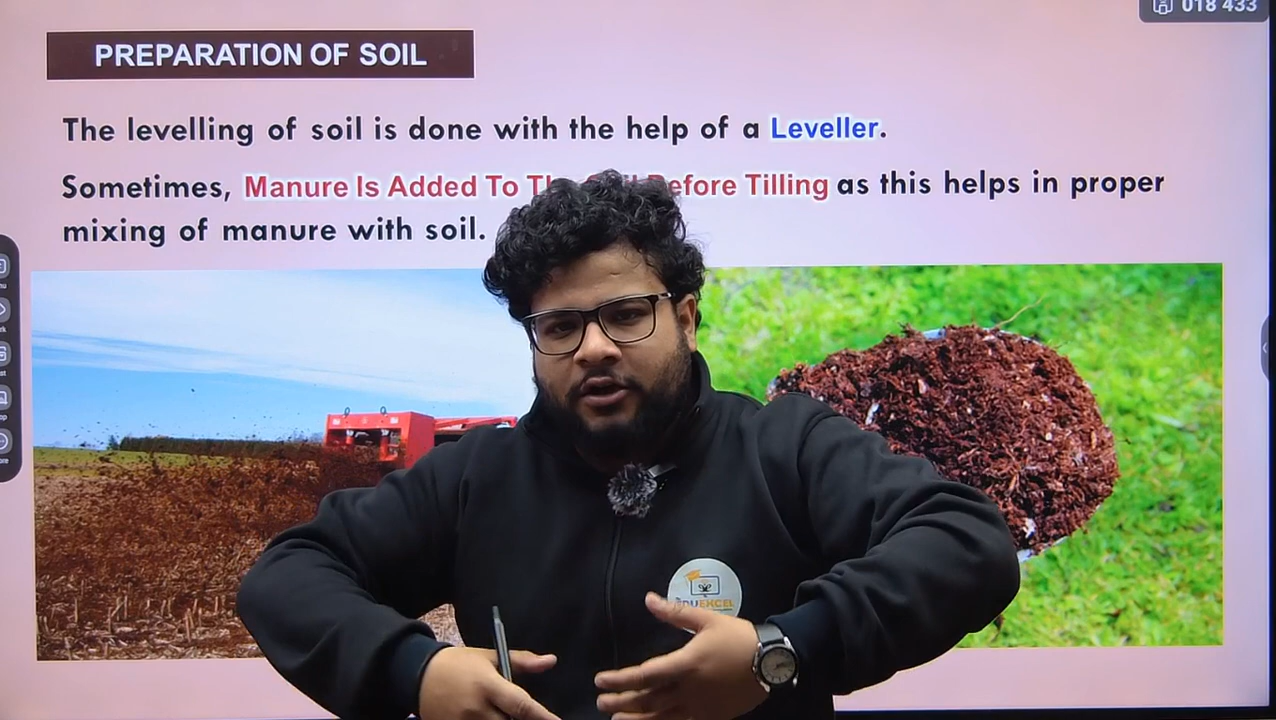 018 433
PREPARATION OF SOIL
The levelling of soil is done with the help of a Leveller.
Sometimes, Manure Is Added To Before Tilling as this helps in proper
mixing of manure with soil.
EDUEXCEL